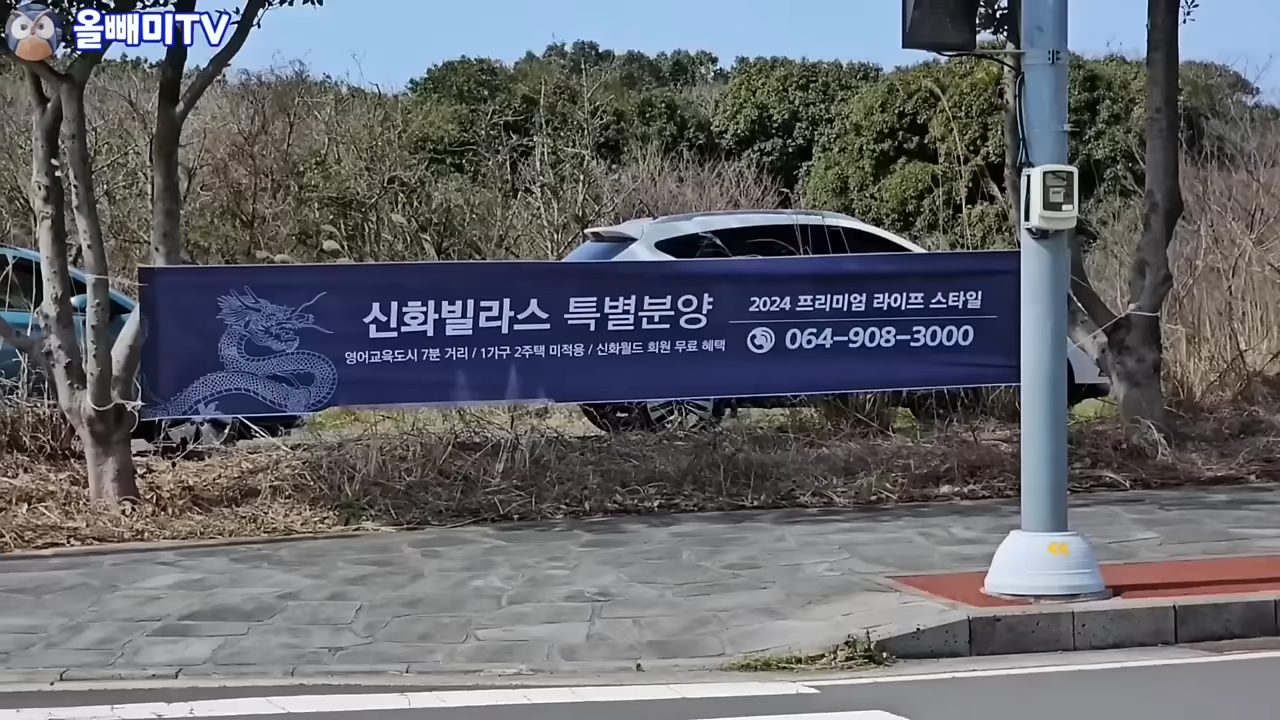 올빼미TV
신화빌라스 특별분양
영어교육도시 7분 거리 / 1가구 2주택 미적용 / 신화월드 회원 무료 혜택
2024 프리미엄 라이프 스타일
064-908-3000